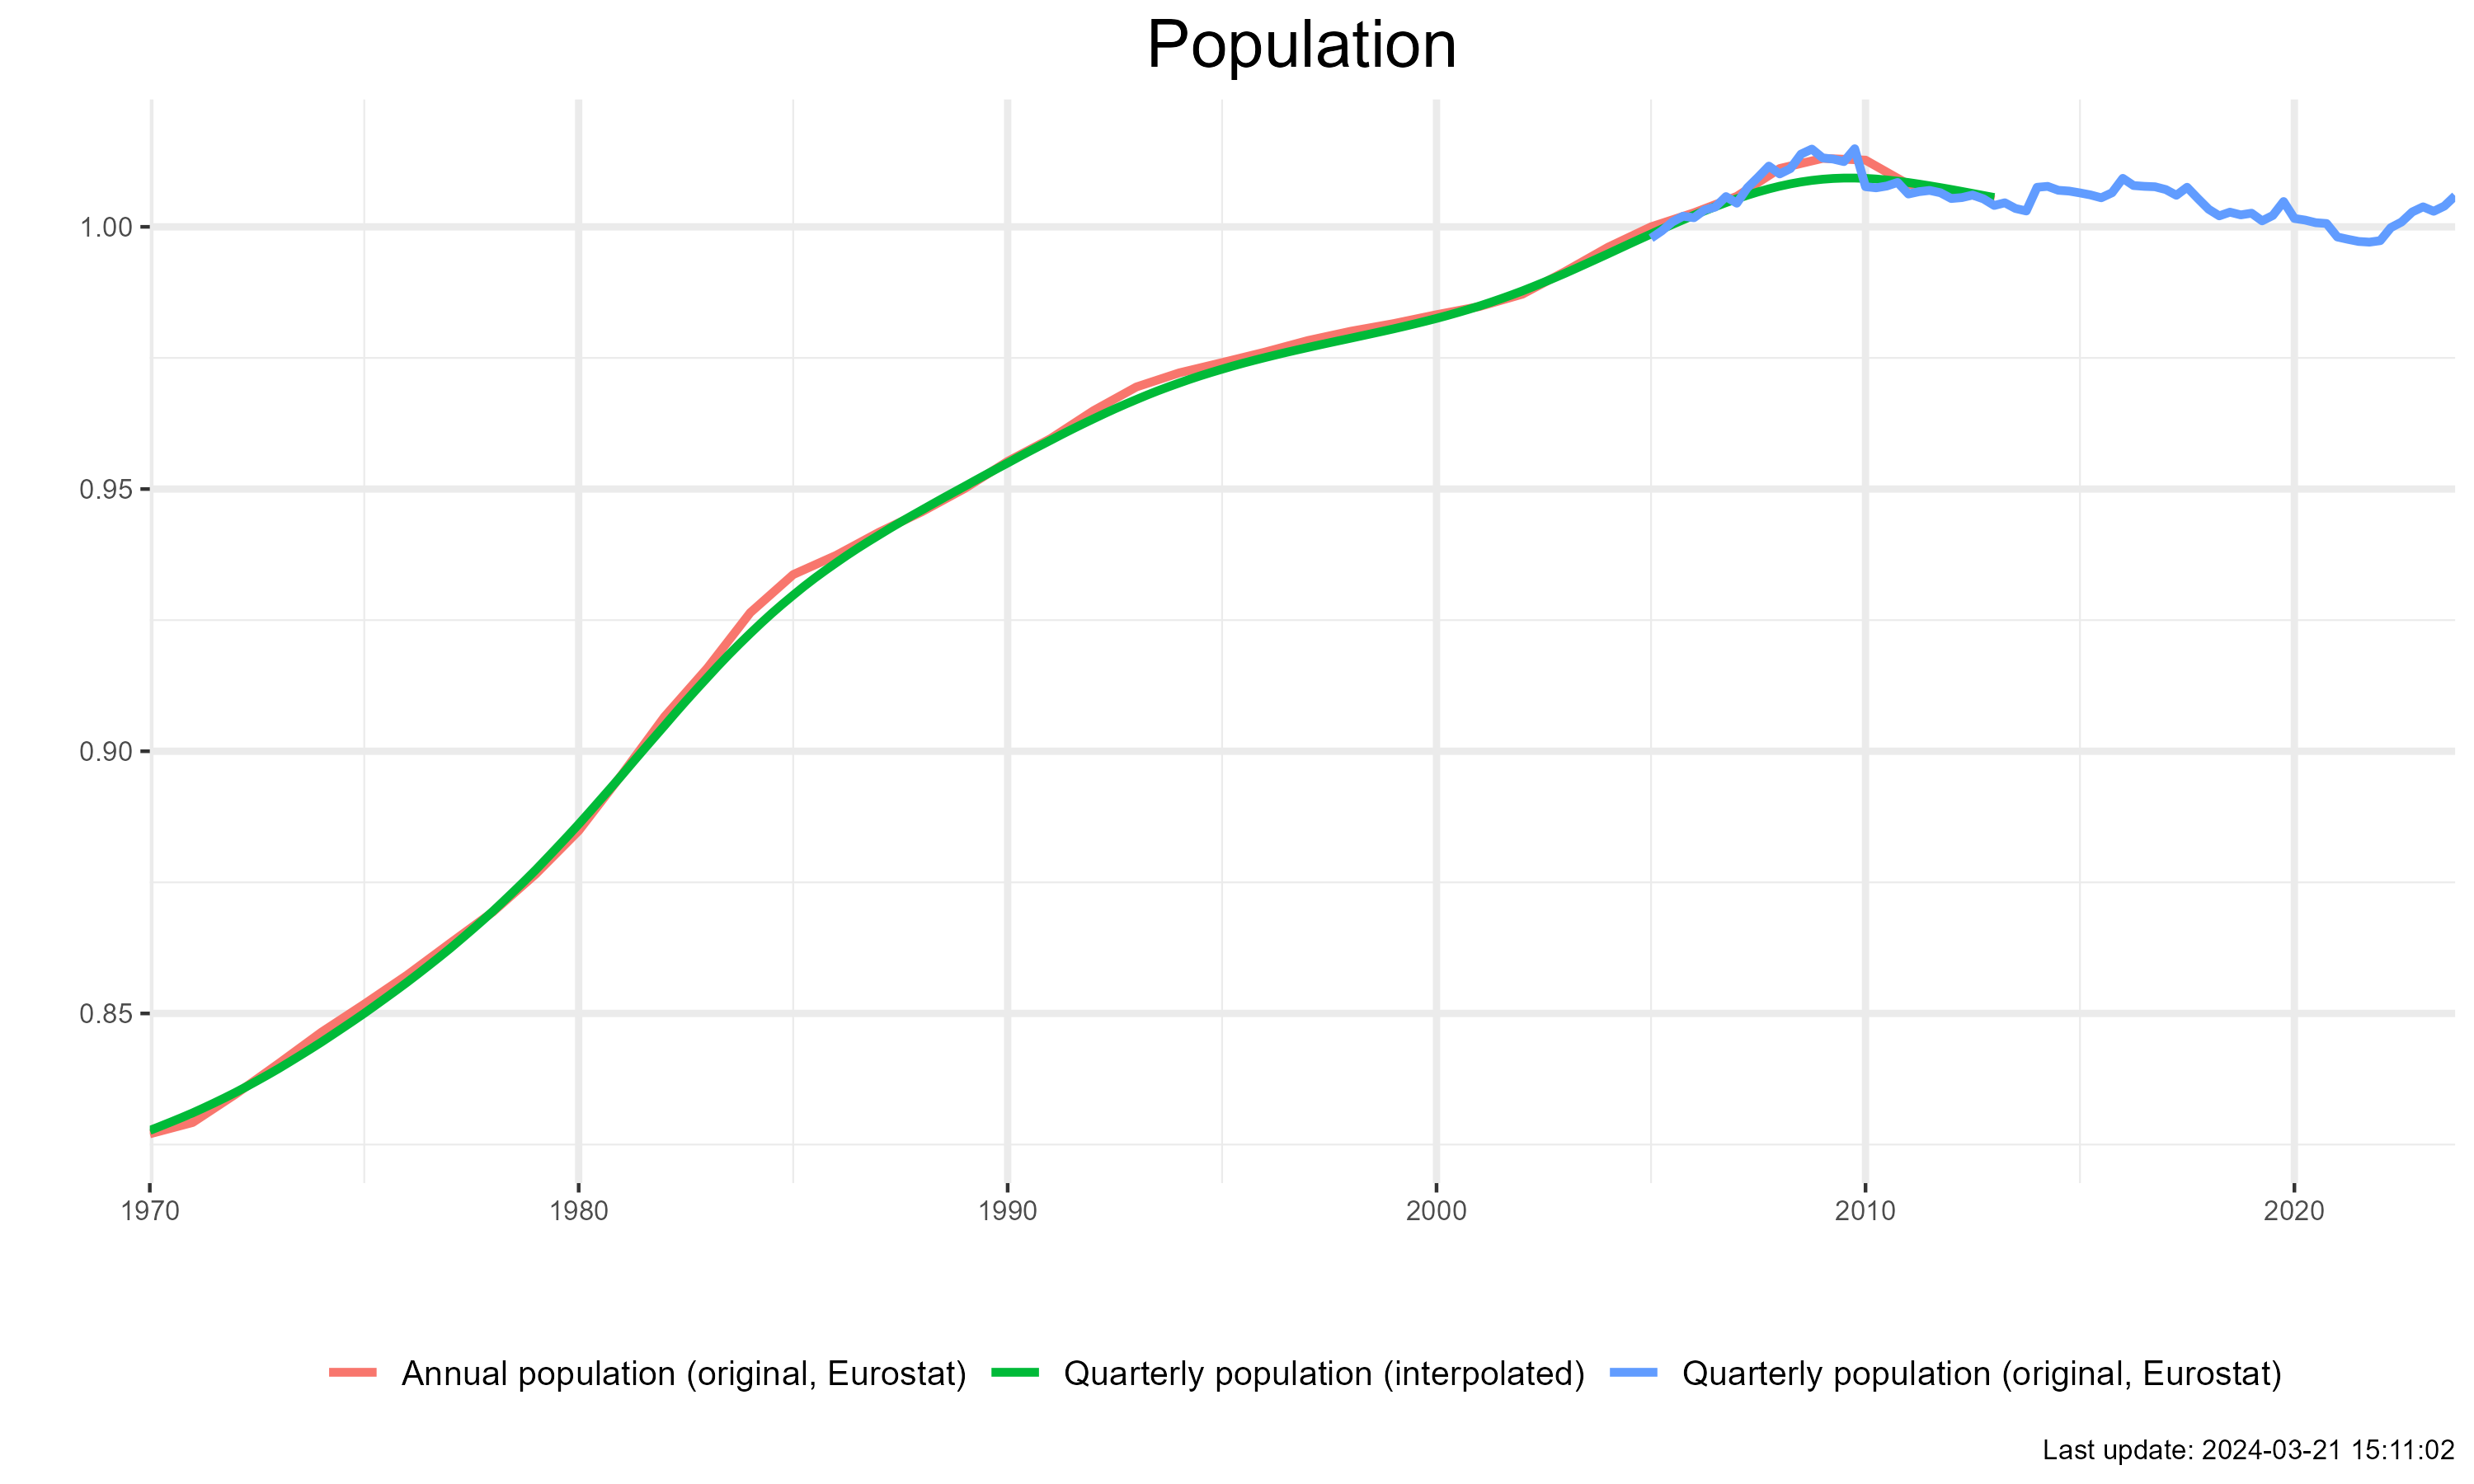 Population
1.00
0.95
0.90
0.85
1970 1980 1990 2000 2010 2020
Annual population (original, Eurostat) Quarterly population (interpolated) Quarterly population (original, Eurostat)
Last update: 2024-03-21 15:11:02